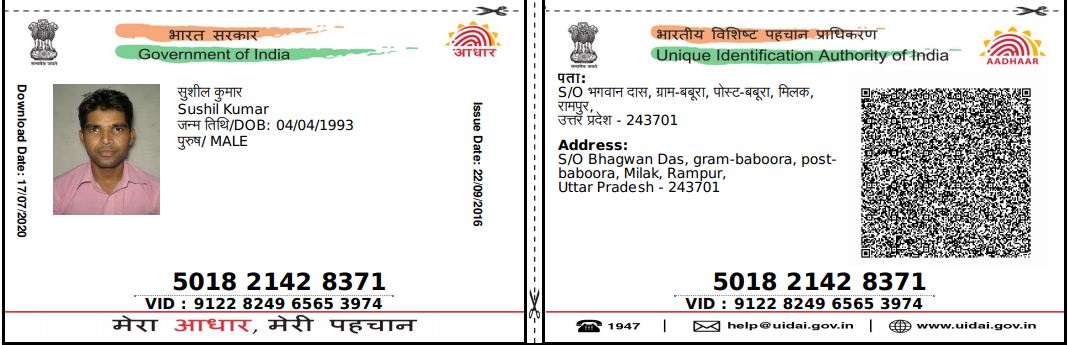 भारत सरकार
Government of India
आधार
सत्यमेव जयते
Download Date: 17/07/2020
सुशील कुमार
Sushil Kumar
जन्म तिथि/DOB: 04/04/1993
पुरुष/ MALE
Issue Date: 22/09/2016
5018 2142 8371
VID : 9122 8249 6565 3974
मेरा आधार, मेरी पहचान
भारतीय विशिष्ट पहचान प्राधिकरण
Unique Identification Authority of India
AADHAAR
सत्यमेव जयते
पता:
S/O भगवान दास, ग्राम-बबूरा, पोस्ट-बबूरा, मिलक,
रामपुर,
उत्तर प्रदेश - 243701
Address:
S/O Bhagwan Das, gram-baboora, post-
baboora, Milak, Rampur,
Uttar Pradesh - 243701
5018 2142 8371
VID : 9122 8249 6565 3974
1947 | help@uidai.gov.in | www.uidai.gov.in